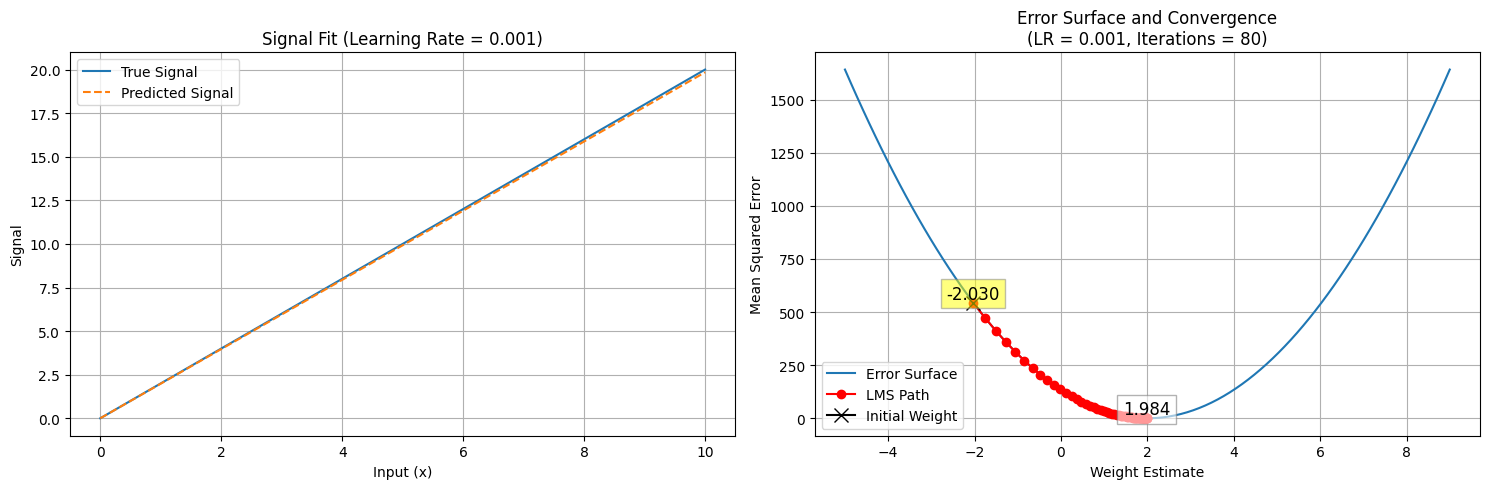 Signal Fit (Learning Rate = 0.001)
True Signal
Predicted Signal
20.0
17.5
15.0
12.5
10.0
7.5
5.0
2.5
0.0
Signal
0 2 4 6 8 10
Input (x)
Error Surface and Convergence
(LR = 0.001, Iterations = 80)
1500
1250
1000
750
500
250
0
Mean Squared Error
-2.030
1.984
Error Surface
LMS Path
Initial Weight
−4 −2 0 2 4 6 8
Weight Estimate